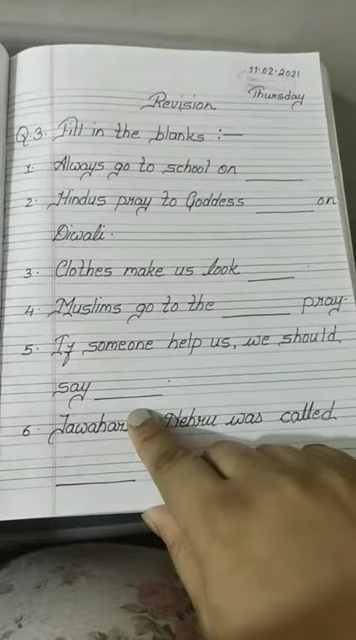 11.02.2021
Thursday
Revision
Q.3. Fill in the blanks :—
1. Always go to school on ______
2. Hindus pray to Goddess ______ on
Diwali.
3. Clothes make us look _____.
4. Muslims go to the ______ pray.
5. If someone help us, we should
say ______.
6. Jawahar Nehru was called
______